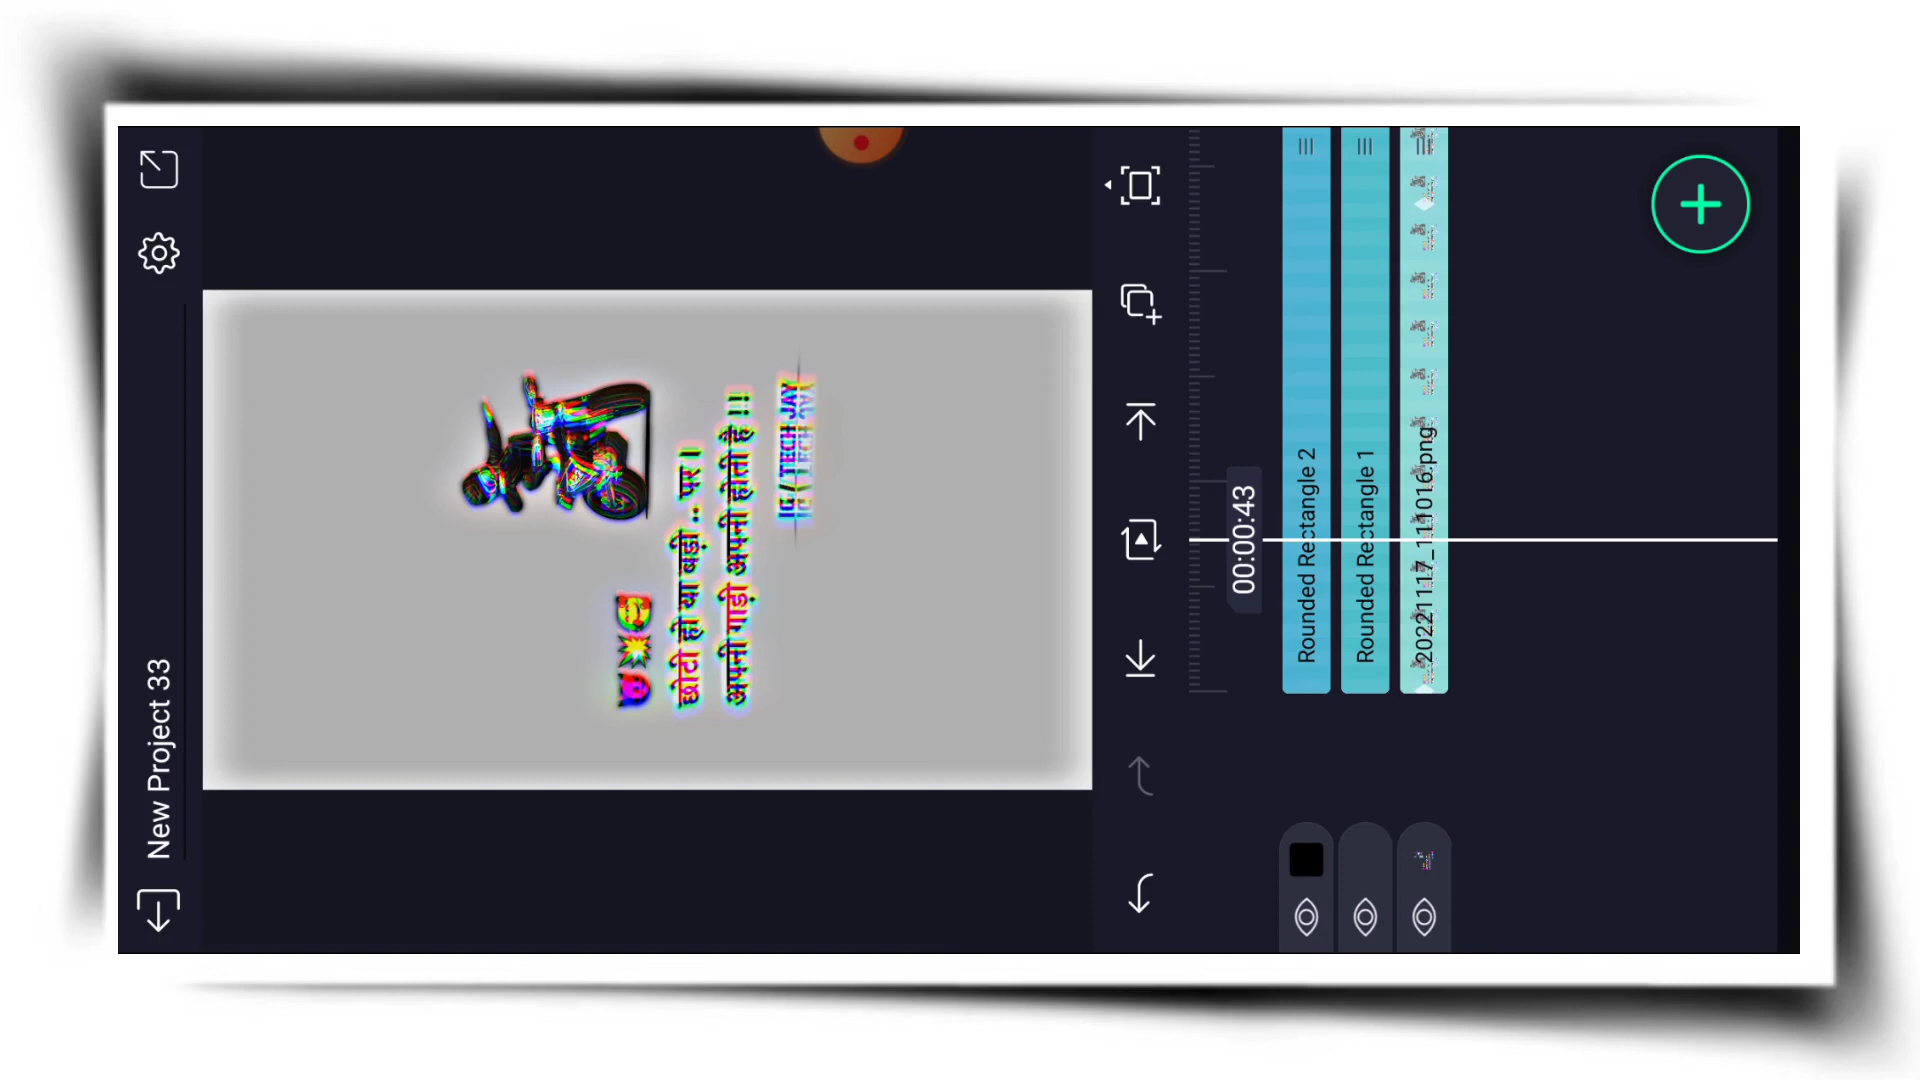 New Project 33
छोटी हो या बड़ी .. पर ।
अपनी गाड़ी अपनी होती है !!
IG / TECH JAY
00:00:43
Rounded Rectangle 2
Rounded Rectangle 1
20221117_111016.png